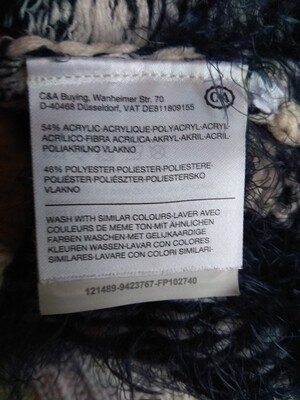 C&A Buying, Wanheimer Str. 70
D-40468 Düsseldorf, VAT DE811809155
C&A
54% ACRYLIC-ACRYLIQUE-POLYACRYL-ACRYL-
ACRÍLICO-FIBRA ACRILICA-AKRYL-AKRIL-ACRIL-
POLIAKRILNO VLAKNO
46% POLYESTER-POLIESTER-POLIESTERE-
POLIÉSTER-POLIÉSZTER-POLIESTERSKO
VLAKNO
WASH WITH SIMILAR COLOURS-LAVER AVEC
COULEURS DE MEME TON-MIT ÄHNLICHEN
FARBEN WASCHEN-MET GELIJKAARDIGE
KLEUREN WASSEN-LAVAR CON COLORES
SIMILARES-LAVARE CON COLORI SIMILARI
121489-9423767-FP102740